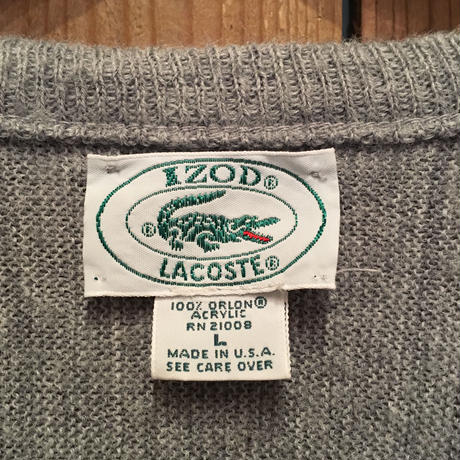 IZOD®
®
LACOSTE®
100% ORLON®
ACRYLIC
RN 21008
L
MADE IN U.S.A.
SEE CARE OVER